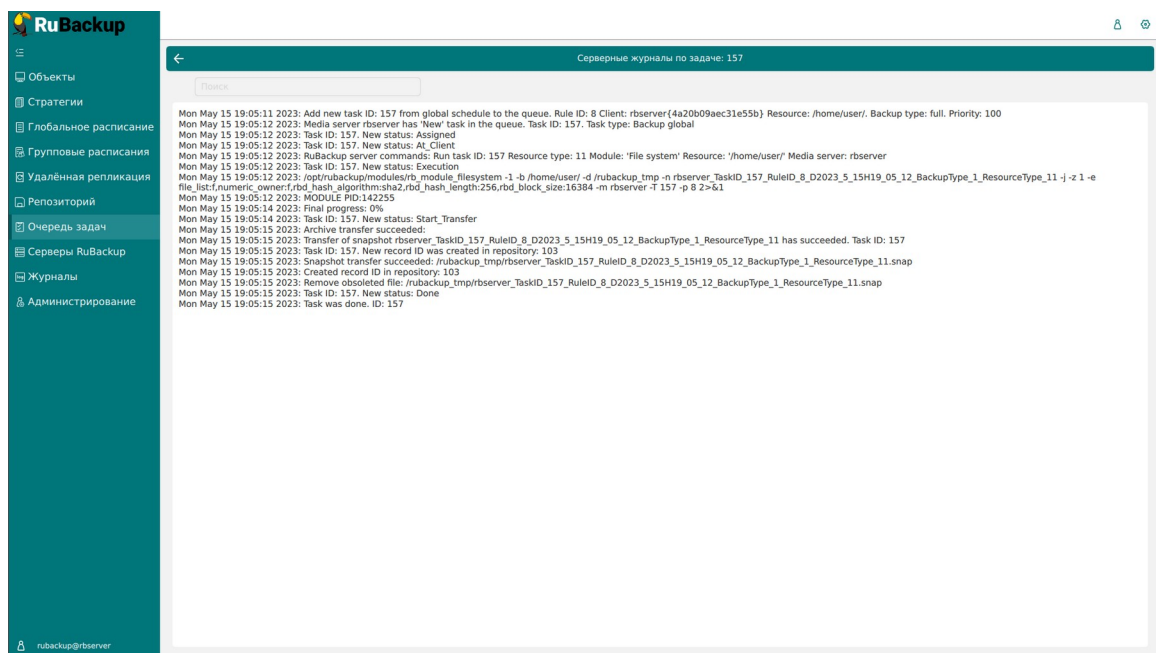 RuBackup
Серверные журналы по задаче: 157
Объекты
Стратегии
Глобальное расписание
Групповые расписания
Удалённая репликация
Репозиторий
Очередь задач
Серверы RuBackup
Журналы
Администрирование
rubackup@rbserver
Поиск
Mon May 15 19:05:11 2023: Add new task ID: 157 from global schedule to the queue. Rule ID: 8 Client: rbserver{4a20b09aec31e55b} Resource: /home/user/. Backup type: full. Priority: 100
Mon May 15 19:05:12 2023: Media server rbserver has 'New' task in the queue. Task ID: 157. Task type: Backup global
Mon May 15 19:05:12 2023: Task ID: 157. New status: Assigned
Mon May 15 19:05:12 2023: Task ID: 157. New status: At_Client
Mon May 15 19:05:12 2023: RuBackup server commands: Run task ID: 157 Resource type: 11 Module: 'File system' Resource: '/home/user/' Media server: rbserver
Mon May 15 19:05:12 2023: Task ID: 157. New status: Execution
Mon May 15 19:05:12 2023: /opt/rubackup/modules/rb_module_filesystem -1 -b /home/user/ -d /rubackup_tmp -n rbserver_TaskID_157_RuleID_8_D2023_5_15H19_05_12_BackupType_1_ResourceType_11 -j -z 1 -e
file_list:f,numeric_owner:f,rbd_hash_algorithm:sha2,rbd_hash_length:256,rbd_block_size:16384 -m rbserver -T 157 -p 8 2>&1
Mon May 15 19:05:12 2023: MODULE PID:142255
Mon May 15 19:05:14 2023: Final progress: 0%
Mon May 15 19:05:14 2023: Task ID: 157. New status: Start_Transfer
Mon May 15 19:05:15 2023: Archive transfer succeeded:
Mon May 15 19:05:15 2023: Transfer of snapshot rbserver_TaskID_157_RuleID_8_D2023_5_15H19_05_12_BackupType_1_ResourceType_11 has succeeded. Task ID: 157
Mon May 15 19:05:15 2023: Task ID: 157. New record ID was created in repository: 103
Mon May 15 19:05:15 2023: Snapshot transfer succeeded: /rubackup_tmp/rbserver_TaskID_157_RuleID_8_D2023_5_15H19_05_12_BackupType_1_ResourceType_11.snap
Mon May 15 19:05:15 2023: Created record ID in repository: 103
Mon May 15 19:05:15 2023: Remove obsoleted file: /rubackup_tmp/rbserver_TaskID_157_RuleID_8_D2023_5_15H19_05_12_BackupType_1_ResourceType_11.snap
Mon May 15 19:05:15 2023: Task ID: 157. New status: Done
Mon May 15 19:05:15 2023: Task was done. ID: 157